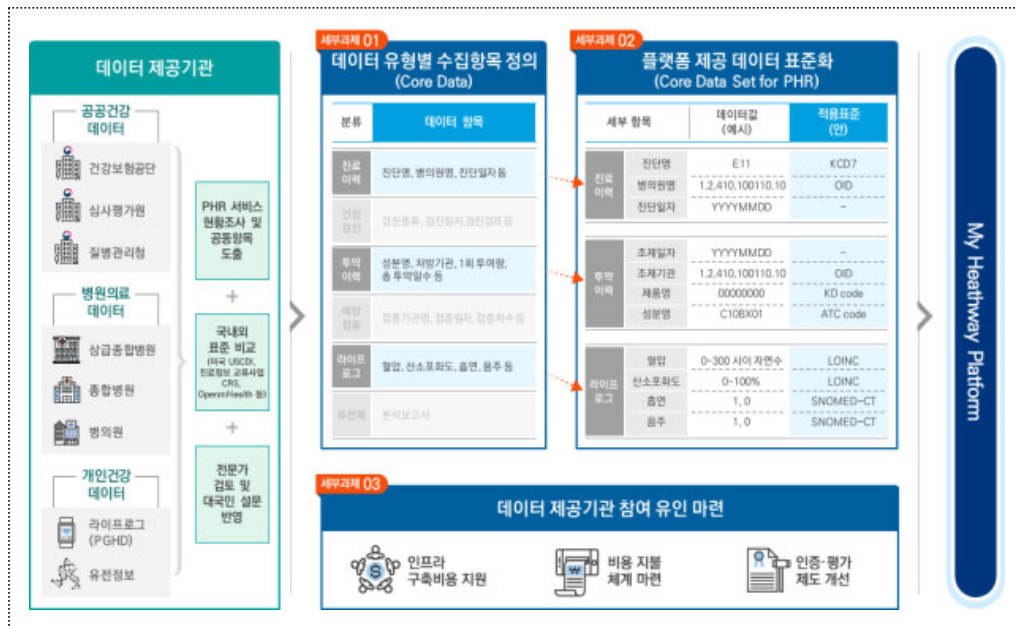 데이터 제공기관
공공건강
데이터
건강보험공단
심사평가원
질병관리청
병원의료
데이터
상급종합병원
종합병원
병의원
개인건강
데이터
라이프로그
(PGHD)
유전정보
PHR 서비스
현황조사 및
공통항목
도출
+
국내외
표준 비교
(미국 USCDI,
진료정보 교류사업
CRS,
OpenmHealth 등)
+
전문가
검토 및
대국민 설문
반영
세부과제 01
데이터 유형별 수집항목 정의
(Core Data)
분류 데이터 항목
진료
이력
진단명, 병의원명, 진단일자 등
건강
검진
검진종류, 검진일자, 검진결과 등
투약
이력
성분명, 처방기관, 1회 투여량,
총 투약일수 등
예방
접종
접종기관명, 접종일자, 접종차수 등
라이프
로그
혈압, 산소포화도, 흡연, 음주 등
유전체 분석보고서
세부과제 02
플랫폼 제공 데이터 표준화
(Core Data Set for PHR)
세부 항목
데이터값
(예시)
적용표준
(안)
진료
이력
진단명 E11 KCD7
병의원명 1.2.410.100110.10 OID
진단일자 YYYYMMDD -
투약
이력
조제일자 YYYYMMDD -
조제기관 1.2.410.100110.10 OID
제품명 00000000 KD code
성분명 C10BX01 ATC code
라이프
로그
혈압 0~300 사이 자연수 LOINC
산소포화도 0~100% LOINC
흡연 1, 0 SNOMED-CT
음주 1, 0 SNOMED-CT
세부과제 03
데이터 제공기관 참여 유인 마련
인프라
구축비용 지원
비용 지불
체계 마련
인증·평가
제도 개선
My Heathway Platform